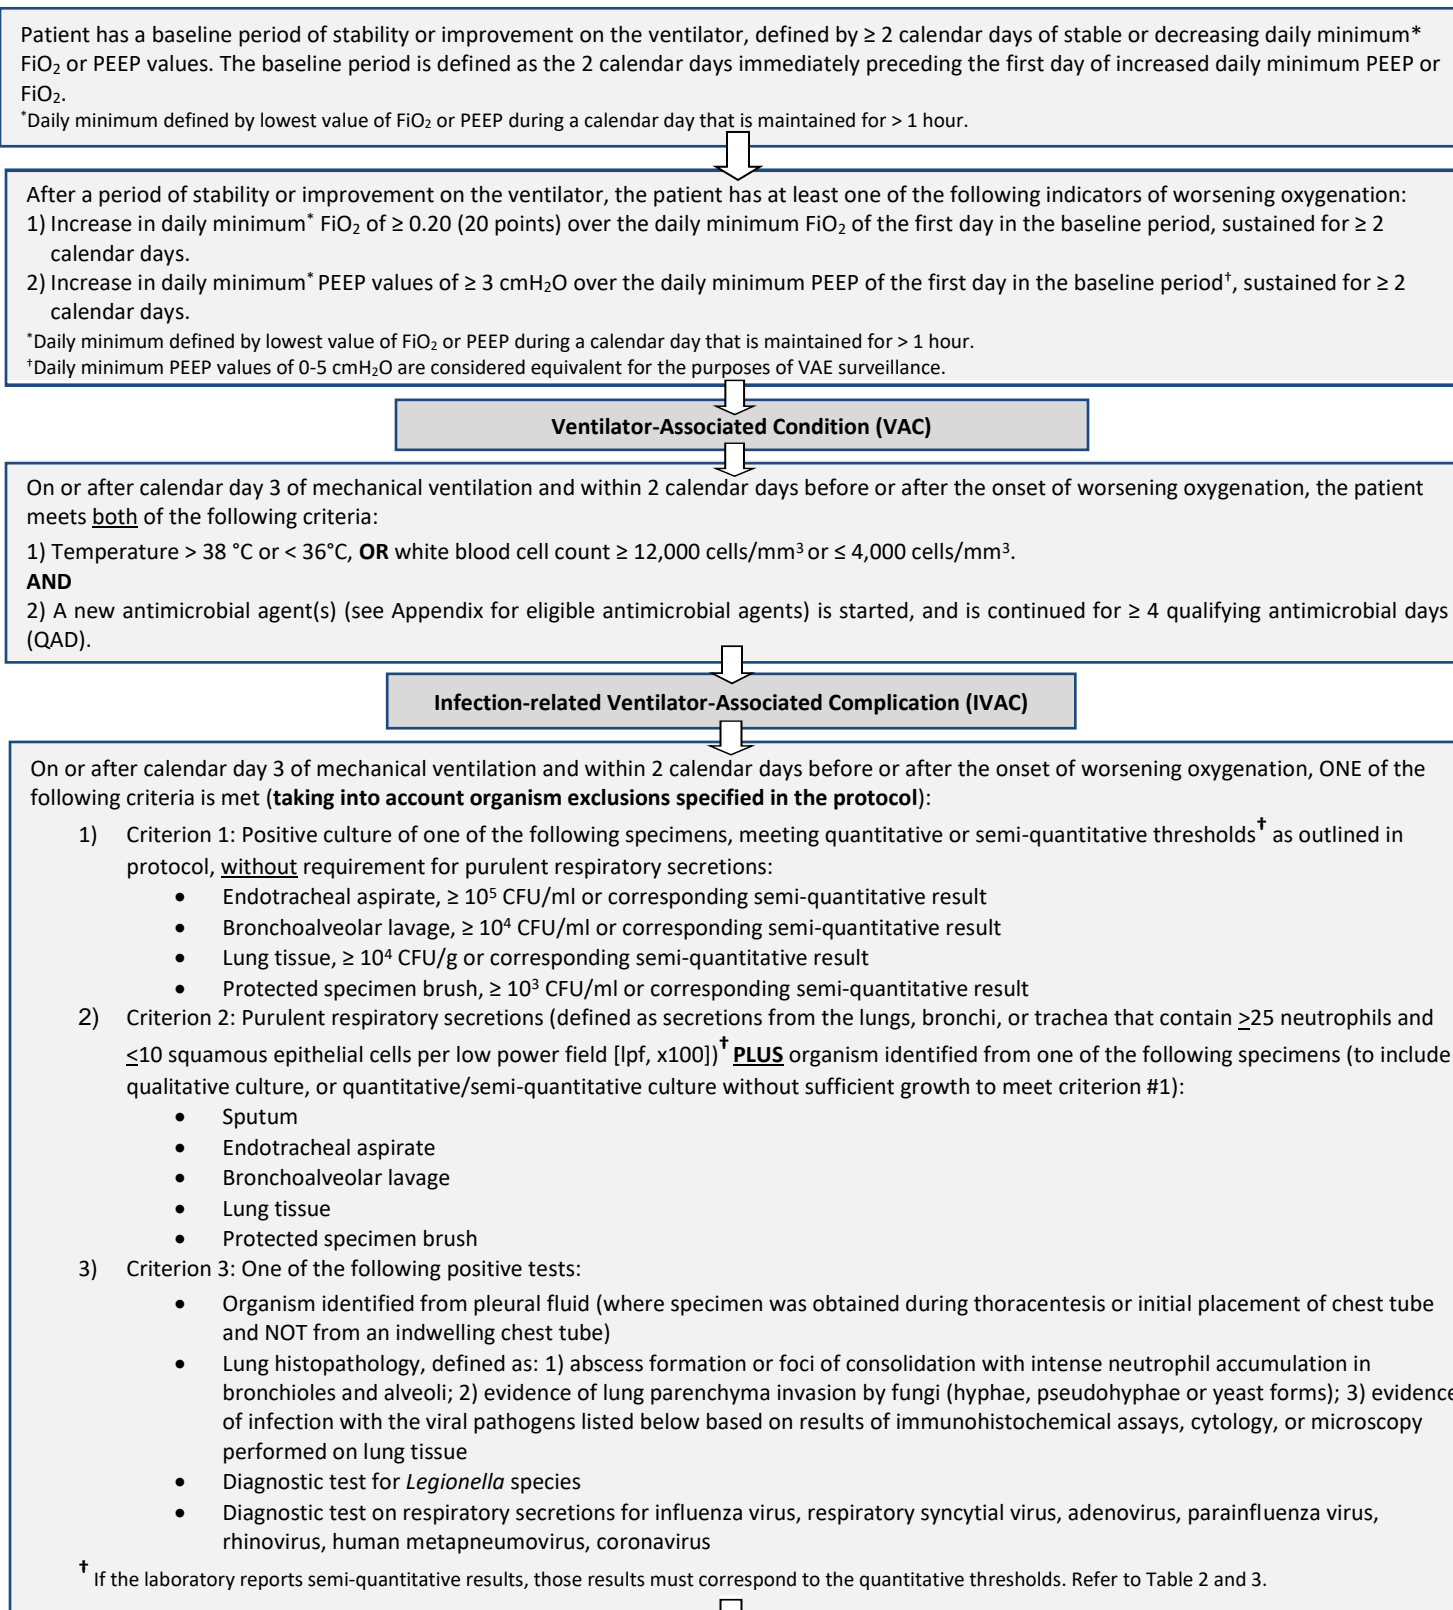 Patient has a baseline period of stability or improvement on the ventilator, defined by ≥ 2 calendar days of stable or decreasing daily minimum*
FiO₂ or PEEP values. The baseline period is defined as the 2 calendar days immediately preceding the first day of increased daily minimum PEEP or
FiO₂.
*Daily minimum defined by lowest value of FiO₂ or PEEP during a calendar day that is maintained for > 1 hour.
After a period of stability or improvement on the ventilator, the patient has at least one of the following indicators of worsening oxygenation:
1) Increase in daily minimum* FiO₂ of ≥ 0.20 (20 points) over the daily minimum FiO₂ of the first day in the baseline period, sustained for ≥ 2
calendar days.
2) Increase in daily minimum* PEEP values of ≥ 3 cmH₂O over the daily minimum PEEP of the first day in the baseline period†, sustained for ≥ 2
calendar days.
*Daily minimum defined by lowest value of FiO₂ or PEEP during a calendar day that is maintained for > 1 hour.
†Daily minimum PEEP values of 0-5 cmH₂O are considered equivalent for the purposes of VAE surveillance.
Ventilator-Associated Condition (VAC)
On or after calendar day 3 of mechanical ventilation and within 2 calendar days before or after the onset of worsening oxygenation, the patient
meets both of the following criteria:
1) Temperature > 38 °C or < 36°C, OR white blood cell count ≥ 12,000 cells/mm³ or ≤ 4,000 cells/mm³.
AND
2) A new antimicrobial agent(s) (see Appendix for eligible antimicrobial agents) is started, and is continued for ≥ 4 qualifying antimicrobial days
(QAD).
Infection-related Ventilator-Associated Complication (IVAC)
On or after calendar day 3 of mechanical ventilation and within 2 calendar days before or after the onset of worsening oxygenation, ONE of the
following criteria is met (taking into account organism exclusions specified in the protocol):
1) Criterion 1: Positive culture of one of the following specimens, meeting quantitative or semi-quantitative thresholds† as outlined in
protocol, without requirement for purulent respiratory secretions:
• Endotracheal aspirate, ≥ 10⁵ CFU/ml or corresponding semi-quantitative result
• Bronchoalveolar lavage, ≥ 10⁴ CFU/ml or corresponding semi-quantitative result
• Lung tissue, ≥ 10⁴ CFU/g or corresponding semi-quantitative result
• Protected specimen brush, ≥ 10³ CFU/ml or corresponding semi-quantitative result
2) Criterion 2: Purulent respiratory secretions (defined as secretions from the lungs, bronchi, or trachea that contain ≥25 neutrophils and
≤10 squamous epithelial cells per low power field [lpf, x100])† PLUS organism identified from one of the following specimens (to include
qualitative culture, or quantitative/semi-quantitative culture without sufficient growth to meet criterion #1):
• Sputum
• Endotracheal aspirate
• Bronchoalveolar lavage
• Lung tissue
• Protected specimen brush
3) Criterion 3: One of the following positive tests:
• Organism identified from pleural fluid (where specimen was obtained during thoracentesis or initial placement of chest tube
and NOT from an indwelling chest tube)
• Lung histopathology, defined as: 1) abscess formation or foci of consolidation with intense neutrophil accumulation in
bronchioles and alveoli; 2) evidence of lung parenchyma invasion by fungi (hyphae, pseudohyphae or yeast forms); 3) evidence
of infection with the viral pathogens listed below based on results of immunohistochemical assays, cytology, or microscopy
performed on lung tissue
• Diagnostic test for Legionella species
• Diagnostic test on respiratory secretions for influenza virus, respiratory syncytial virus, adenovirus, parainfluenza virus,
rhinovirus, human metapneumovirus, coronavirus
† If the laboratory reports semi-quantitative results, those results must correspond to the quantitative thresholds. Refer to Table 2 and 3.